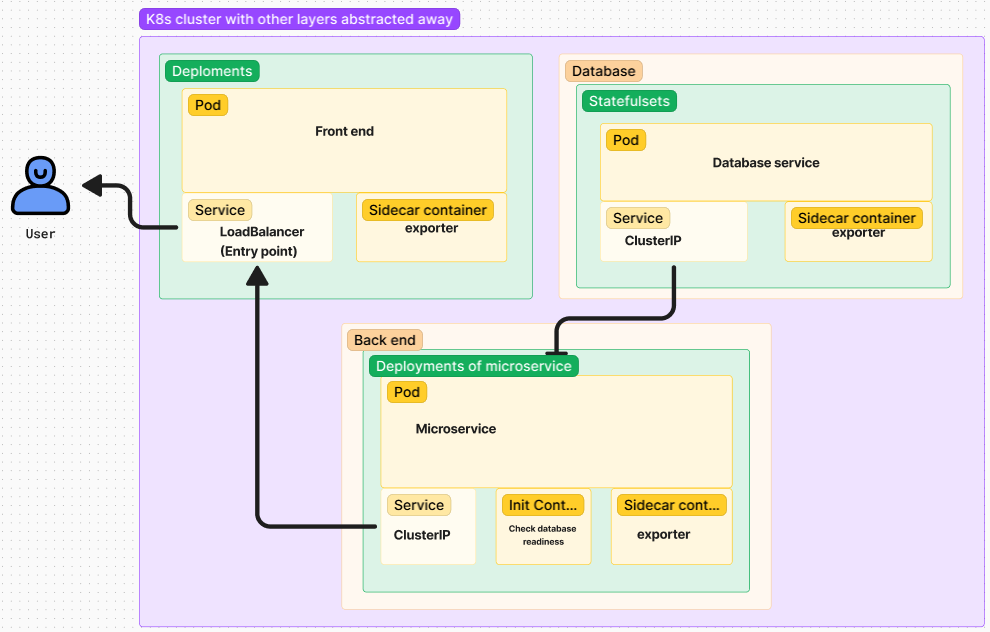 K8s cluster with other layers abstracted away
Deploments
Pod
Front end
Service
LoadBalancer
(Entry point)
Sidecar container
exporter
User
Database
Statefulsets
Pod
Database service
Service
ClusterIP
Sidecar container
exporter
Back end
Deployments of microservice
Pod
Microservice
Service
ClusterIP
Init Cont...
Check database
readiness
Sidecar cont...
exporter